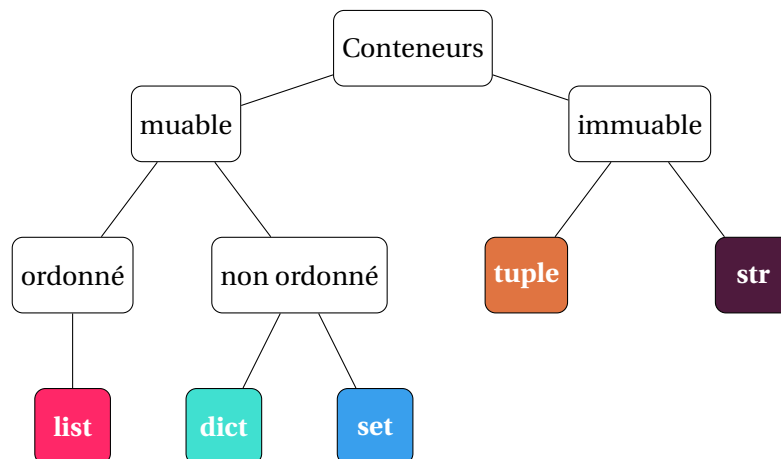 Conteneurs
muable
immuable
ordonné
non ordonné
tuple
str
list
dict
set